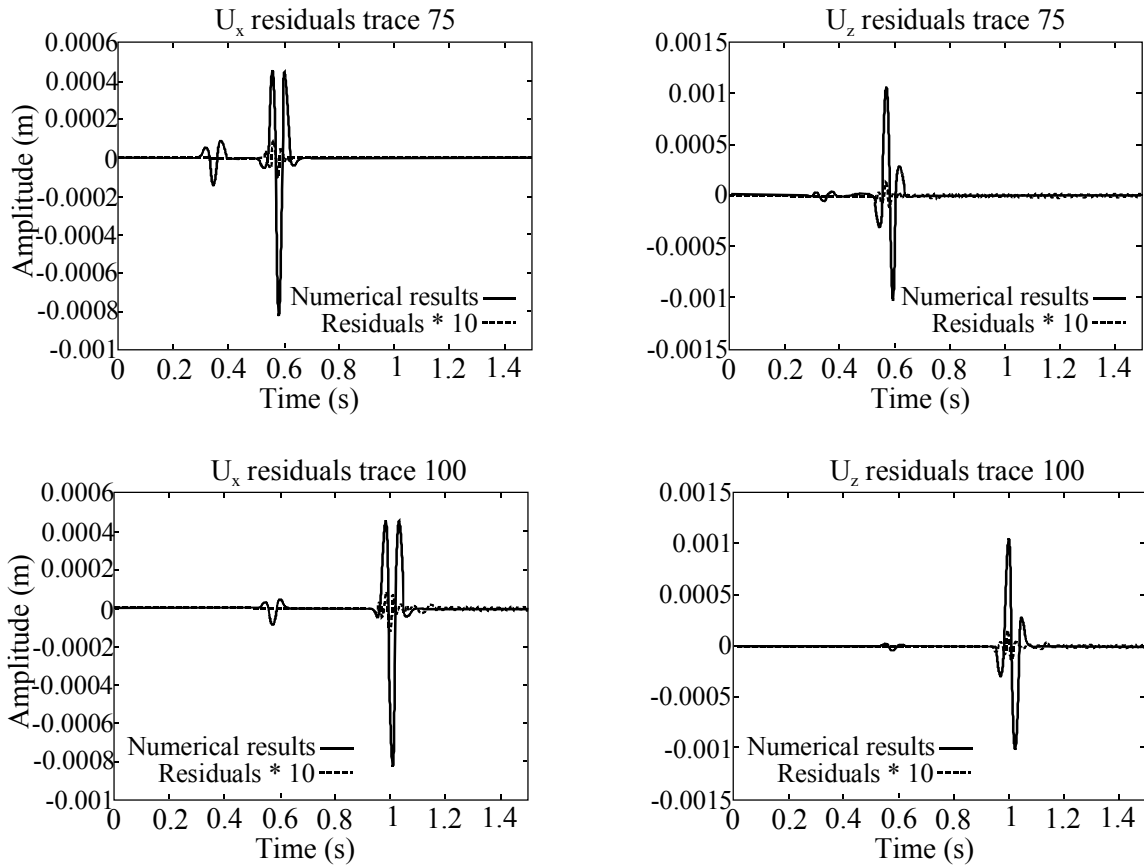 U_x residuals trace 75
0.0006
0.0004
0.0002
0
-0.0002
-0.0004
-0.0006
-0.0008
-0.001
Amplitude (m)
Numerical results
Residuals * 10
0 0.2 0.4 0.6 0.8 1 1.2 1.4
Time (s)
U_z residuals trace 75
0.0015
0.001
0.0005
0
-0.0005
-0.001
-0.0015
Numerical results
Residuals * 10
0 0.2 0.4 0.6 0.8 1 1.2 1.4
Time (s)
U_x residuals trace 100
0.0006
0.0004
0.0002
0
-0.0002
-0.0004
-0.0006
-0.0008
-0.001
Amplitude (m)
Numerical results
Residuals * 10
0 0.2 0.4 0.6 0.8 1 1.2 1.4
Time (s)
U_z residuals trace 100
0.0015
0.001
0.0005
0
-0.0005
-0.001
-0.0015
Numerical results
Residuals * 10
0 0.2 0.4 0.6 0.8 1 1.2 1.4
Time (s)